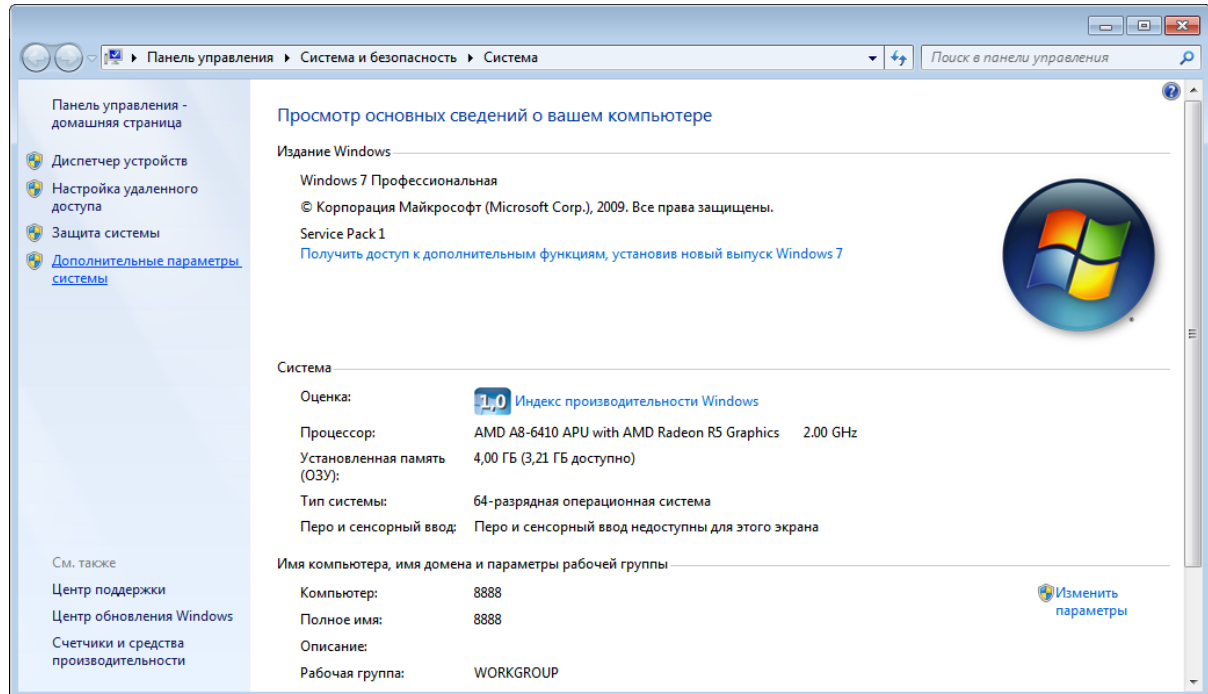 Панель управления ▸ Система и безопасность ▸ Система
Поиск в панели управления
Панель управления -
домашняя страница
Диспетчер устройств
Настройка удаленного
доступа
Защита системы
Дополнительные параметры
системы
См. также
Центр поддержки
Центр обновления Windows
Счетчики и средства
производительности
Просмотр основных сведений о вашем компьютере
Издание Windows
Windows 7 Профессиональная
© Корпорация Майкрософт (Microsoft Corp.), 2009. Все права защищены.
Service Pack 1
Получить доступ к дополнительным функциям, установив новый выпуск Windows 7
Система
Оценка: 1,0 Индекс производительности Windows
Процессор: AMD A8-6410 APU with AMD Radeon R5 Graphics 2.00 GHz
Установленная память 4,00 ГБ (3,21 ГБ доступно)
(ОЗУ):
Тип системы: 64-разрядная операционная система
Перо и сенсорный ввод: Перо и сенсорный ввод недоступны для этого экрана
Имя компьютера, имя домена и параметры рабочей группы
Компьютер: 8888
Изменить
параметры
Полное имя: 8888
Описание:
Рабочая группа: WORKGROUP